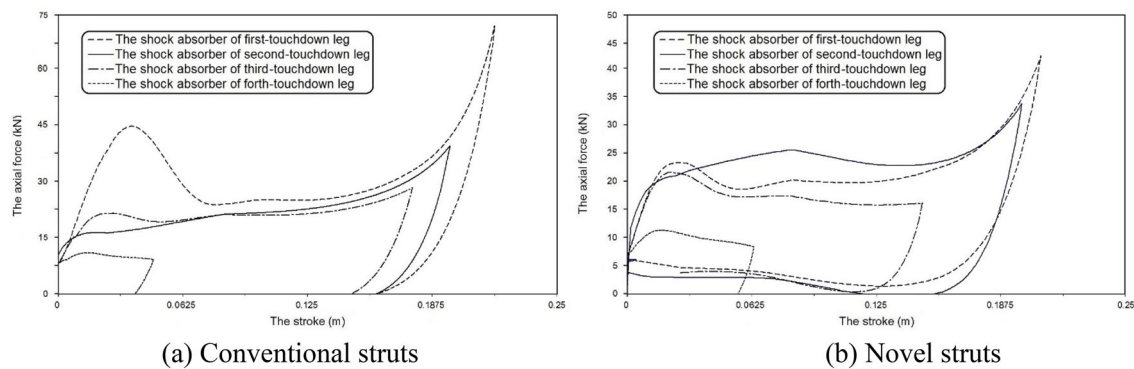 75
60
45
30
15
0
The axial force (kN)
The shock absorber of first-touchdown leg
The shock absorber of second-touchdown leg
The shock absorber of third-touchdown leg
The shock absorber of forth-touchdown leg
0 0.0625 0.125 0.1875 0.25
The stroke (m)
(a) Conventional struts
50
45
40
35
30
25
20
15
10
5
0
The axial force (kN)
The shock absorber of first-touchdown leg
The shock absorber of second-touchdown leg
The shock absorber of third-touchdown leg
The shock absorber of forth-touchdown leg
0 0.0625 0.125 0.1875 0.25
The stroke (m)
(b) Novel struts